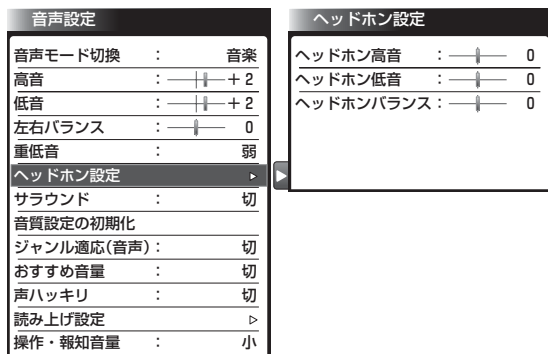 音声設定
音声モード切換 : 音楽
高音 : +2
低音 : +2
左右バランス : 0
重低音 : 弱
ヘッドホン設定
サラウンド : 切
音質設定の初期化
ジャンル適応(音声) : 切
おすすめ音量 : 切
声ハッキリ : 切
読み上げ設定
操作・報知音量 : 小
ヘッドホン設定
ヘッドホン高音 : 0
ヘッドホン低音 : 0
ヘッドホンバランス : 0